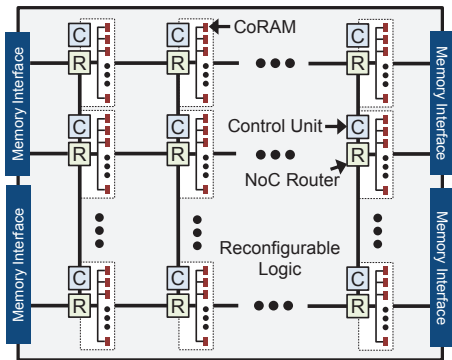 C
C
CoRAM
C
R
R
R
Memory Interface
Memory Interface
C
C
Control Unit
C
R
R
NoC Router
R
Reconfigurable
Logic
Memory Interface
Memory Interface
C
C
C
R
R
R